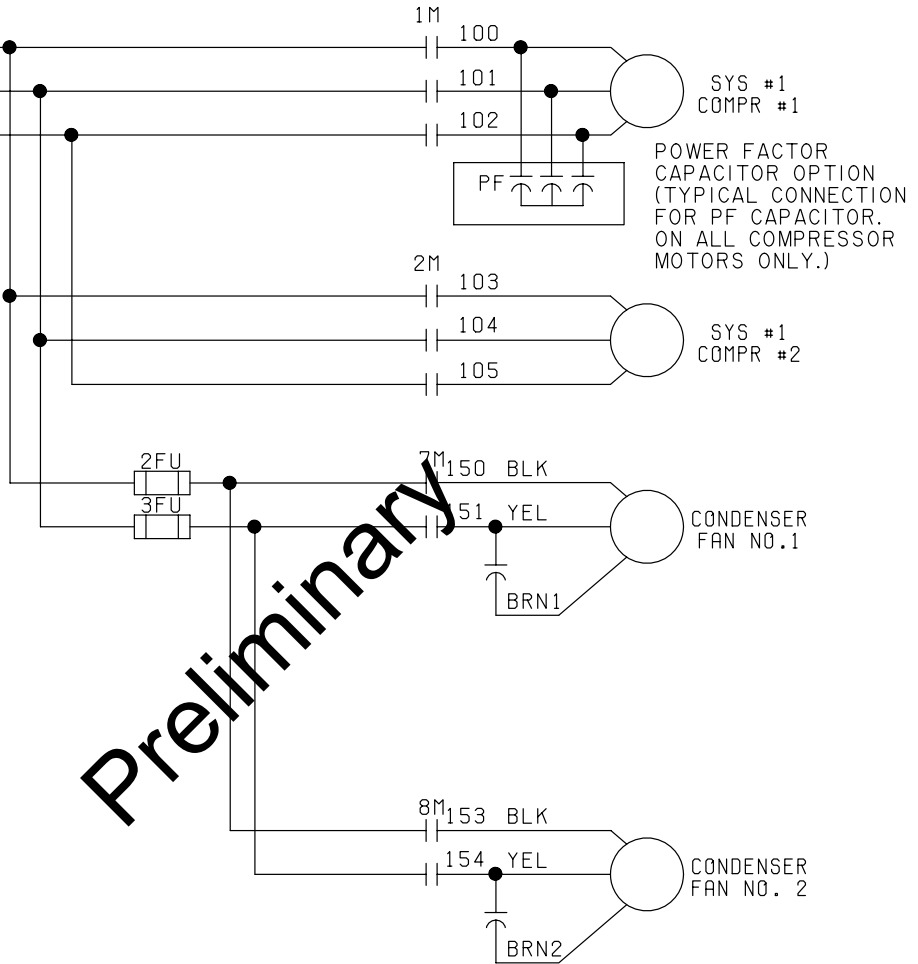 1M
100
101
102
SYS #1
COMPR #1
PF
POWER FACTOR
CAPACITOR OPTION
(TYPICAL CONNECTION
FOR PF CAPACITOR.
ON ALL COMPRESSOR
MOTORS ONLY.)
2M
103
104
105
SYS #1
COMPR #2
2FU
3FU
7M
150 BLK
151 YEL
BRN1
CONDENSER
FAN NO.1
Preliminary
8M
153 BLK
154 YEL
BRN2
CONDENSER
FAN NO. 2